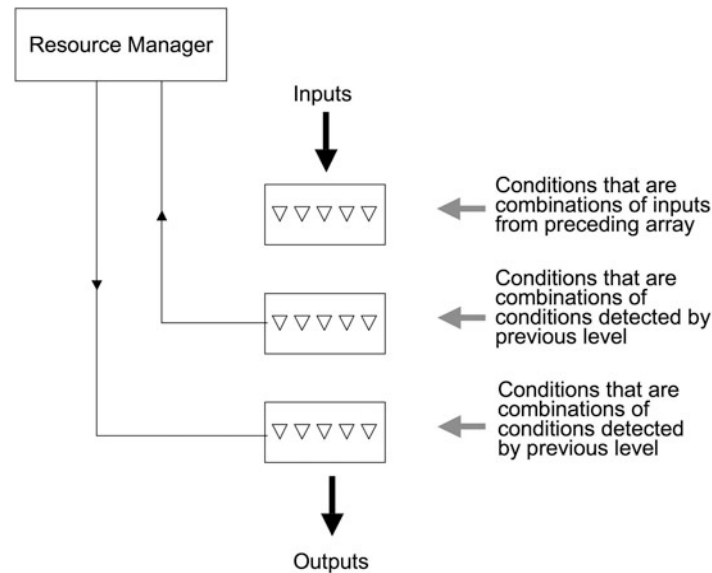 Resource Manager
Inputs
Conditions that are
combinations of inputs
from preceding array
Conditions that are
combinations of
conditions detected by
previous level
Conditions that are
combinations of
conditions detected
by previous level
Outputs